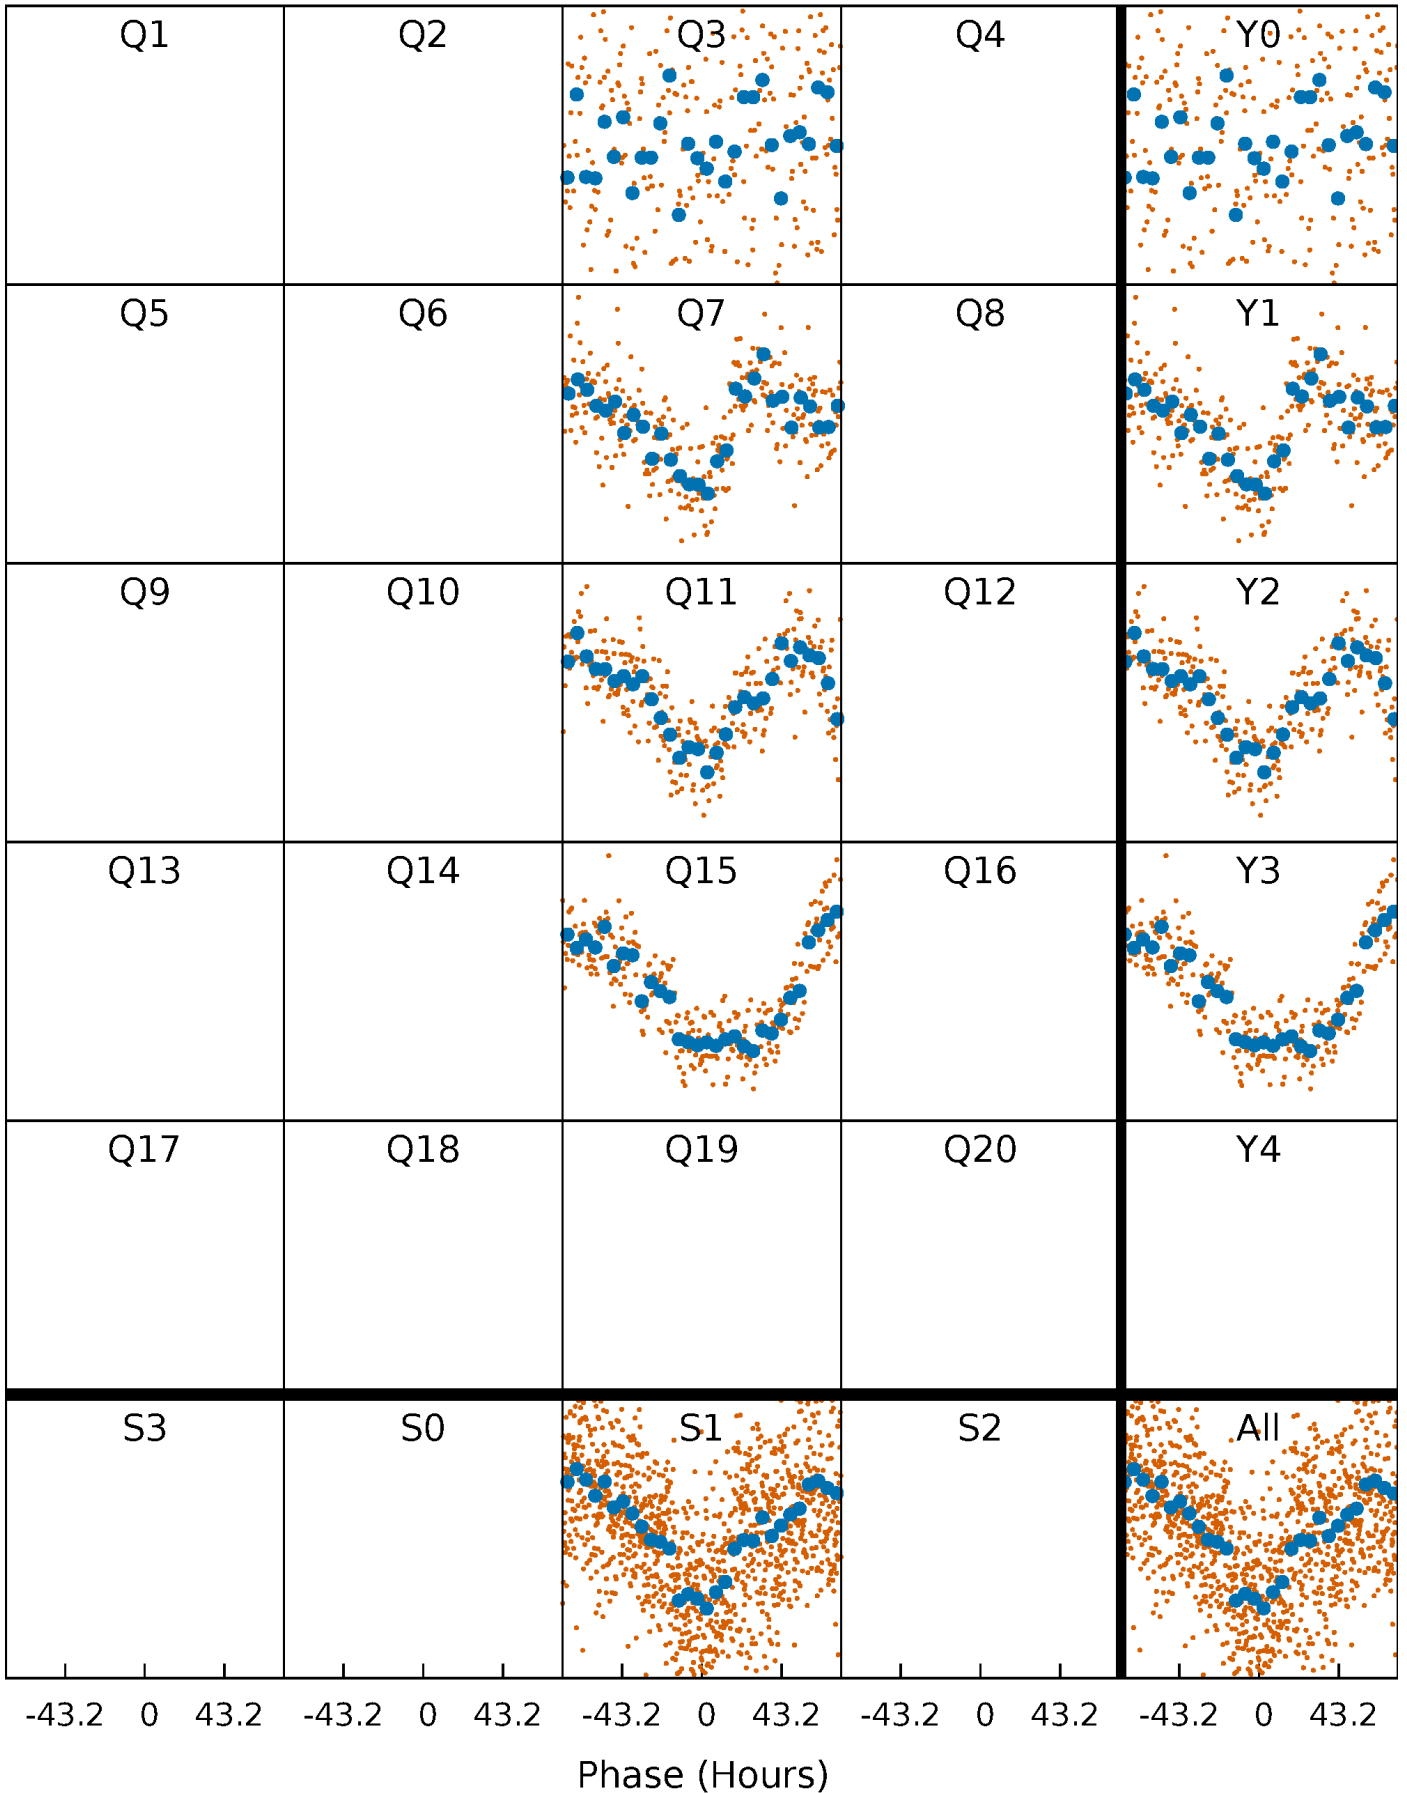 Q1 Q2 Q3 Q4 Y0
Q5 Q6 Q7 Q8 Y1
Q9 Q10 Q11 Q12 Y2
Q13 Q14 Q15 Q16 Y3
Q17 Q18 Q19 Q20 Y4
S3 S0 S1 S2 All
-43.2 0 43.2 -43.2 0 43.2 -43.2 0 43.2 -43.2 0 43.2 -43.2 0 43.2
Phase (Hours)